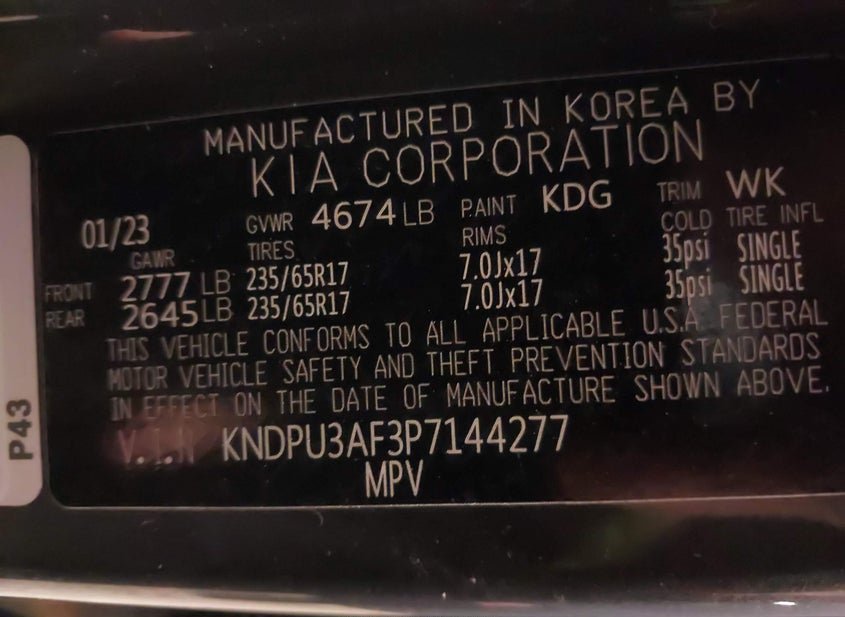 MANUFACTURED IN KOREA BY
KIA CORPORATION
01/23 GVWR 4674 LB PAINT KDG TRIM WK
GAWR TIRES RIMS COLD TIRE INFL
FRONT 2777 LB 235/65R17 7.0Jx17 35psi SINGLE
REAR 2645 LB 235/65R17 7.0Jx17 35psi SINGLE
THIS VEHICLE CONFORMS TO ALL APPLICABLE U.S.A FEDERAL
MOTOR VEHICLE SAFETY AND THEFT PREVENTION STANDARDS
IN EFFECT ON THE DATE OF MANUFACTURE SHOWN ABOVE.
V.I.N KNDPU3AF3P7144277
MPV
P43